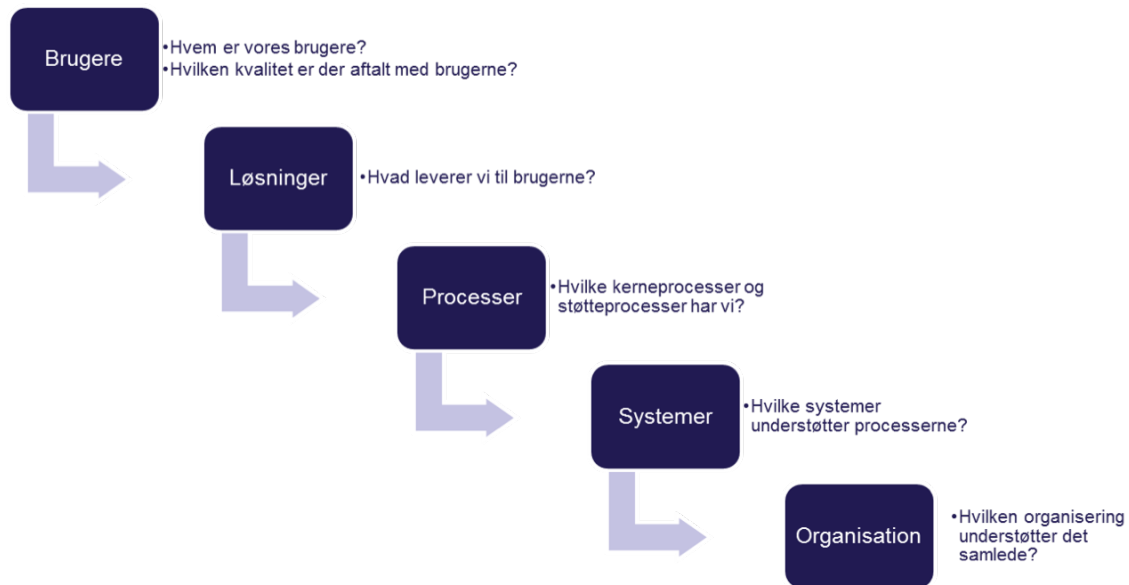 Brugere
•Hvem er vores brugere?
•Hvilken kvalitet er der aftalt med brugerne?
Løsninger
•Hvad leverer vi til brugerne?
Processer
•Hvilke kerneprocesser og
støtteprocesser har vi?
Systemer
•Hvilke systemer
understøtter processerne?
Organisation
•Hvilken organisering
understøtter det
samlede?